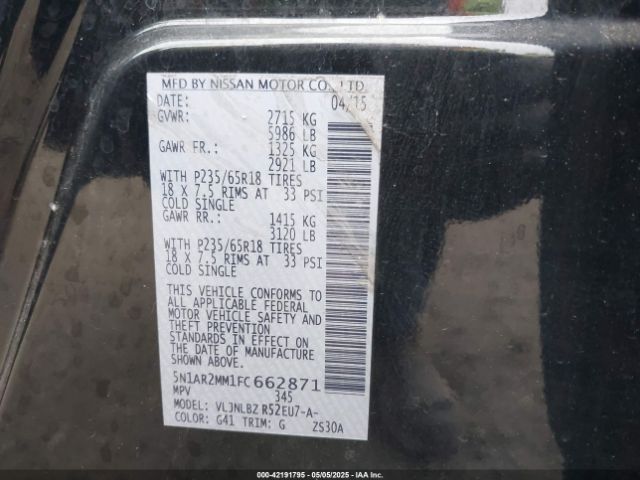 MFD BY NISSAN MOTOR CO., LTD.
DATE: 04/15
GVWR: 2715 KG
5986 LB
GAWR FR.: 1325 KG
2921 LB
WITH P235/65R18 TIRES
18 X 7.5 RIMS AT 33 PSI
COLD SINGLE
GAWR RR.: 1415 KG
3120 LB
WITH P235/65R18 TIRES
18 X 7.5 RIMS AT 33 PSI
COLD SINGLE
THIS VEHICLE CONFORMS TO
ALL APPLICABLE FEDERAL
MOTOR VEHICLE SAFETY AND
THEFT PREVENTION
STANDARDS IN EFFECT ON
THE DATE OF MANUFACTURE
SHOWN ABOVE.
5N1AR2MM1FC662871
MPV 345
MODEL: VLJNLBZ R52EU7-A-
COLOR: G41 TRIM: G ZS30A
000-42191795 - 05/05/2025 - IAAI.COM